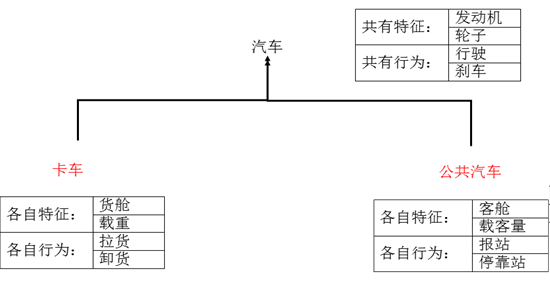 汽车
共有特征：
发动机
轮子
共有行为：
行驶
刹车
卡车
各自特征：
货舱
载重
各自行为：
拉货
卸货
公共汽车
各自特征：
客舱
载客量
各自行为：
报站
停靠站